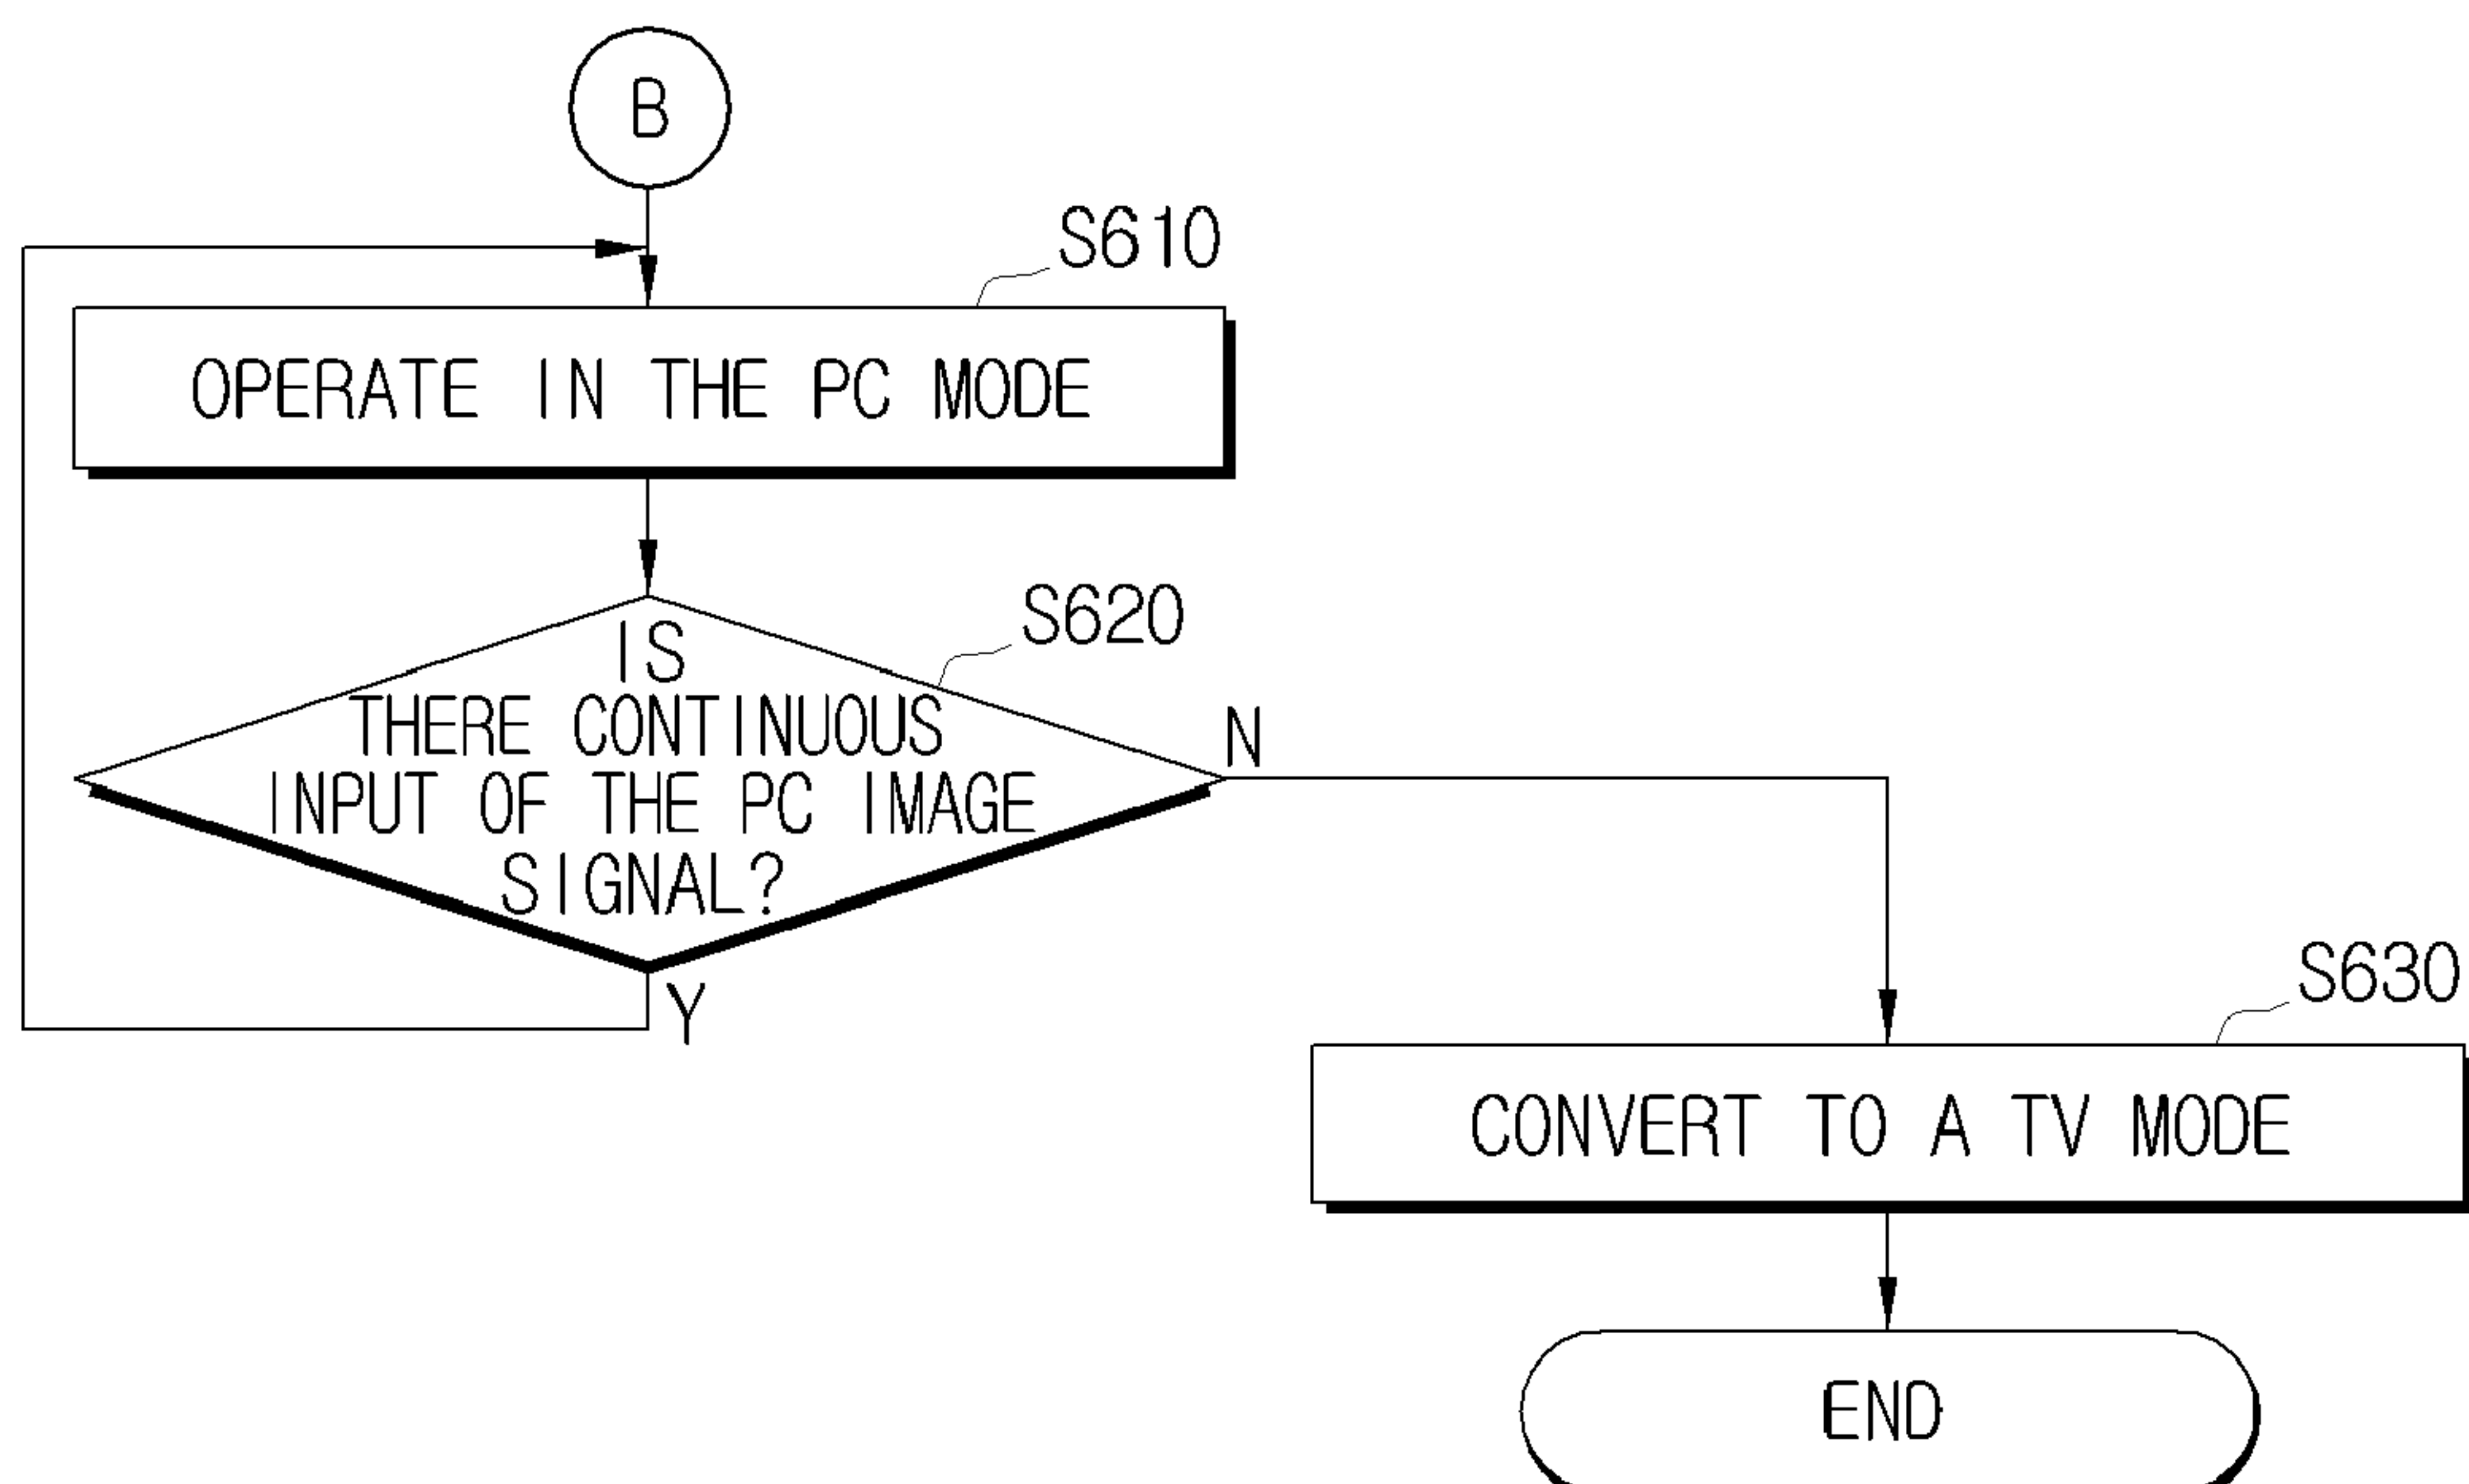 B
S610
OPERATE IN THE PC MODE
S620
IS
THERE CONTINUOUS
INPUT OF THE PC IMAGE
SIGNAL?
N
Y
S630
CONVERT TO A TV MODE
END